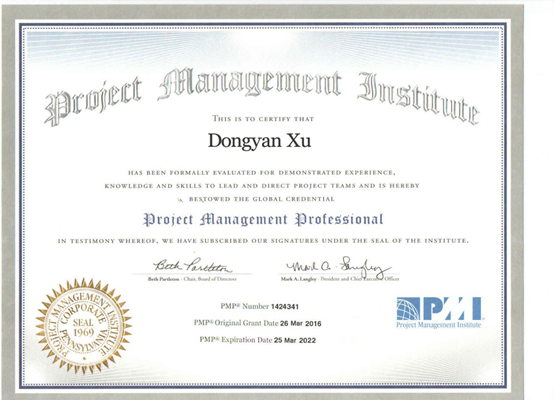 Project Management Institute
THIS IS TO CERTIFY THAT
Dongyan Xu
HAS BEEN FORMALLY EVALUATED FOR DEMONSTRATED EXPERIENCE,
KNOWLEDGE AND SKILLS TO LEAD AND DIRECT PROJECT TEAMS AND IS HEREBY
BESTOWED THE GLOBAL CREDENTIAL
Project Management Professional
IN TESTIMONY WHEREOF, WE HAVE SUBSCRIBED OUR SIGNATURES UNDER THE SEAL OF THE INSTITUTE.
Beth Partleton Mark A. Langley
Beth Partleton - Chair, Board of Directors Mark A. Langley - President and Chief Executive Officer
PROJECT MANAGEMENT INSTITUTE
CORPORATE
SEAL
1969
PENNSYLVANIA
PMP® Number 1424341
PMP® Original Grant Date 26 Mar 2016
PMP® Expiration Date 25 Mar 2022
PMI
Project Management Institute